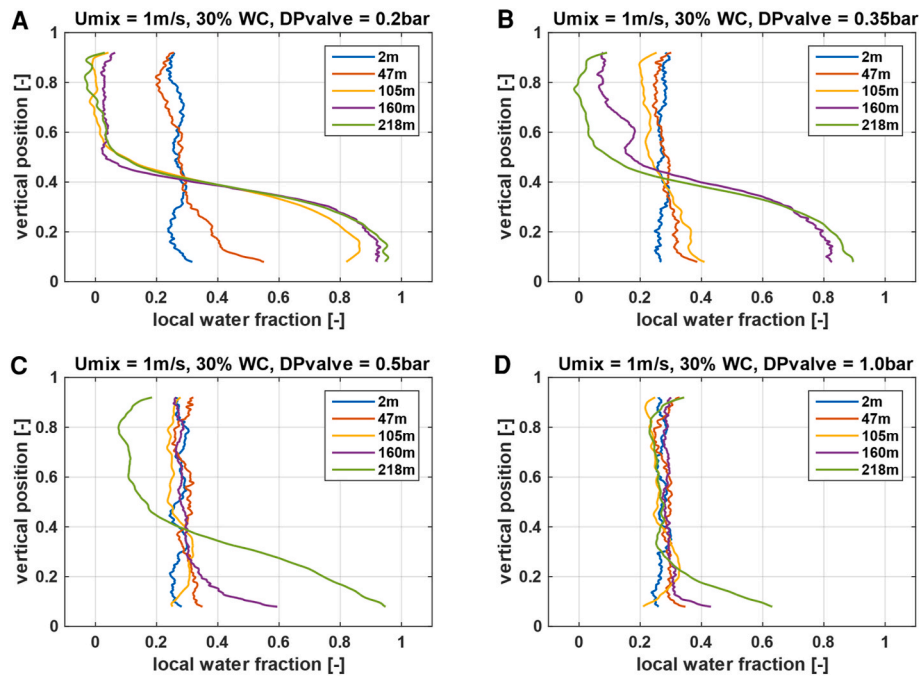 A
Umix = 1m/s, 30% WC, DPvalve = 0.2bar
1
0.8
0.6
0.4
0.2
0
vertical position [-]
2m
47m
105m
160m
218m
0 0.2 0.4 0.6 0.8 1
local water fraction [-]
B
Umix = 1m/s, 30% WC, DPvalve = 0.35bar
1
0.8
0.6
0.4
0.2
0
vertical position [-]
2m
47m
105m
160m
218m
0 0.2 0.4 0.6 0.8 1
local water fraction [-]
C
Umix = 1m/s, 30% WC, DPvalve = 0.5bar
1
0.8
0.6
0.4
0.2
0
vertical position [-]
2m
47m
105m
160m
218m
0 0.2 0.4 0.6 0.8 1
local water fraction [-]
D
Umix = 1m/s, 30% WC, DPvalve = 1.0bar
1
0.8
0.6
0.4
0.2
0
vertical position [-]
2m
47m
105m
160m
218m
0 0.2 0.4 0.6 0.8 1
local water fraction [-]